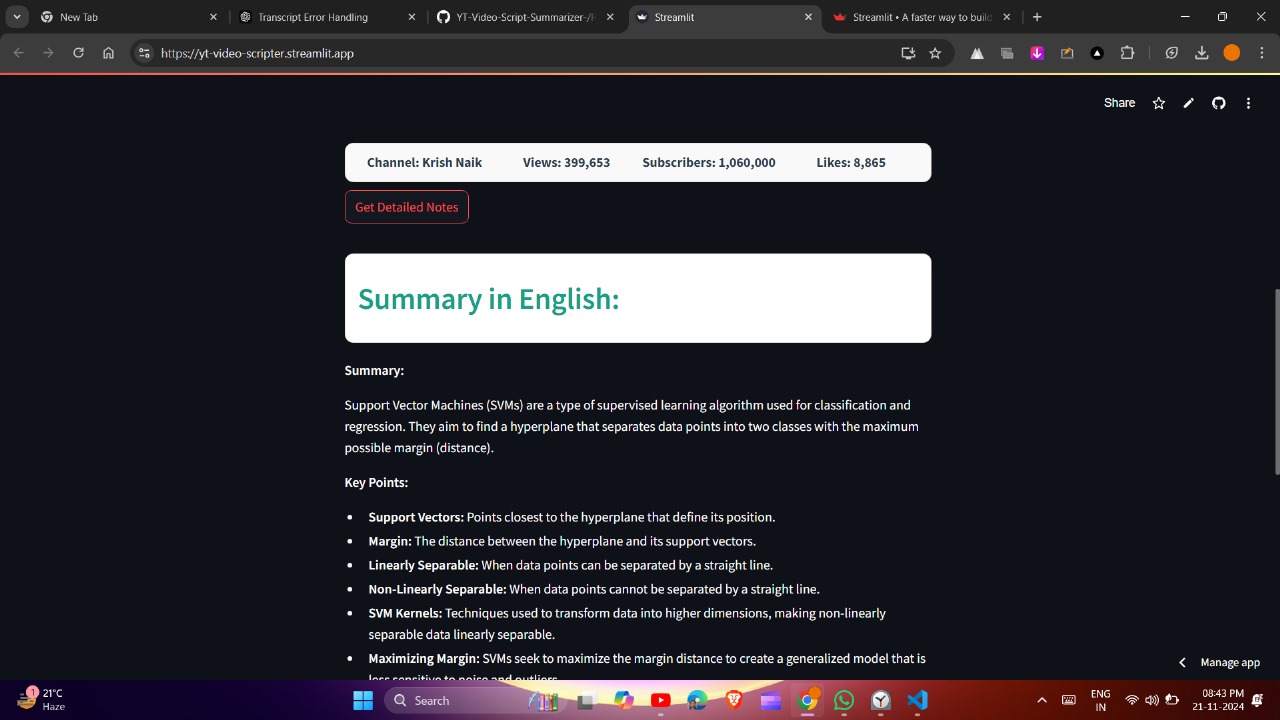 New Tab
Transcript Error Handling
YT-Video-Script-Summarizer-/
Streamlit
Streamlit • A faster way to build
https://yt-video-scripter.streamlit.app
Share
Channel: Krish Naik Views: 399,653 Subscribers: 1,060,000 Likes: 8,865
Get Detailed Notes
Summary in English:
Summary:
Support Vector Machines (SVMs) are a type of supervised learning algorithm used for classification and
regression. They aim to find a hyperplane that separates data points into two classes with the maximum
possible margin (distance).
Key Points:
Support Vectors: Points closest to the hyperplane that define its position.
Margin: The distance between the hyperplane and its support vectors.
Linearly Separable: When data points can be separated by a straight line.
Non-Linearly Separable: When data points cannot be separated by a straight line.
SVM Kernels: Techniques used to transform data into higher dimensions, making non-linearly
separable data linearly separable.
Maximizing Margin: SVMs seek to maximize the margin distance to create a generalized model that is
less sensitive to noise and outliers.
Manage app
1
21°C
Haze
Search
ENG
IN
08:43 PM
21-11-2024